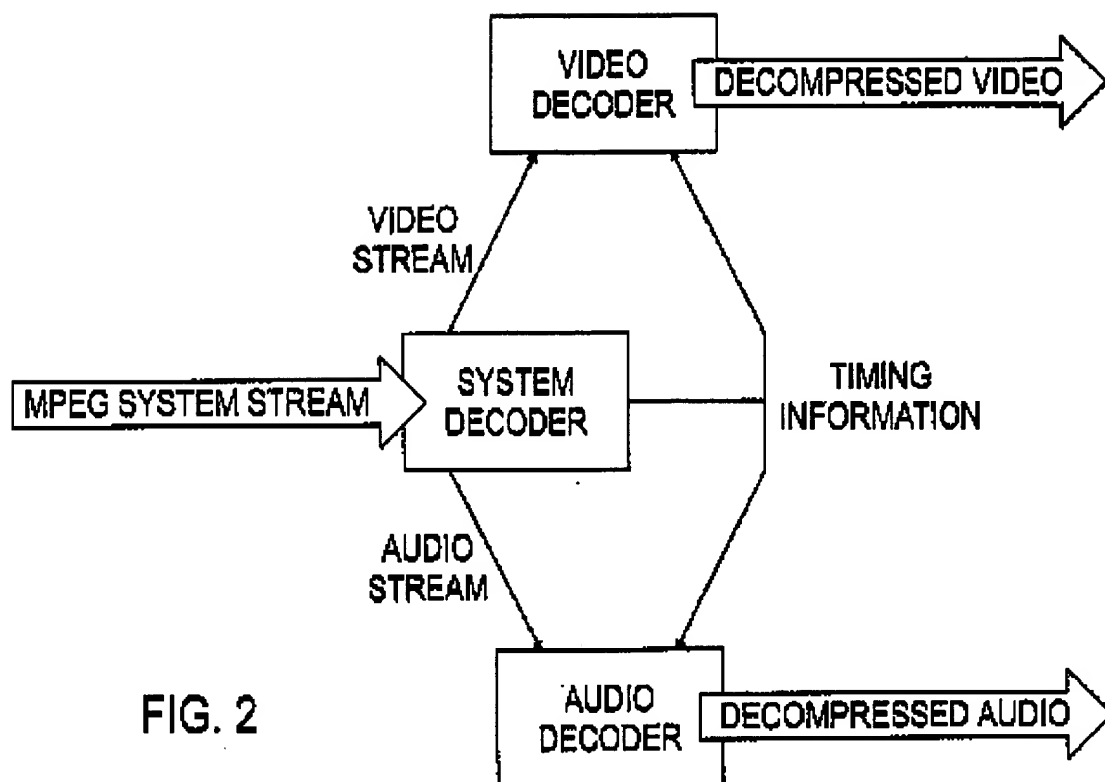 VIDEO
DECODER
DECOMPRESSED VIDEO
VIDEO
STREAM
MPEG SYSTEM STREAM
SYSTEM
DECODER
TIMING
INFORMATION
AUDIO
STREAM
FIG. 2
AUDIO
DECODER
DECOMPRESSED AUDIO